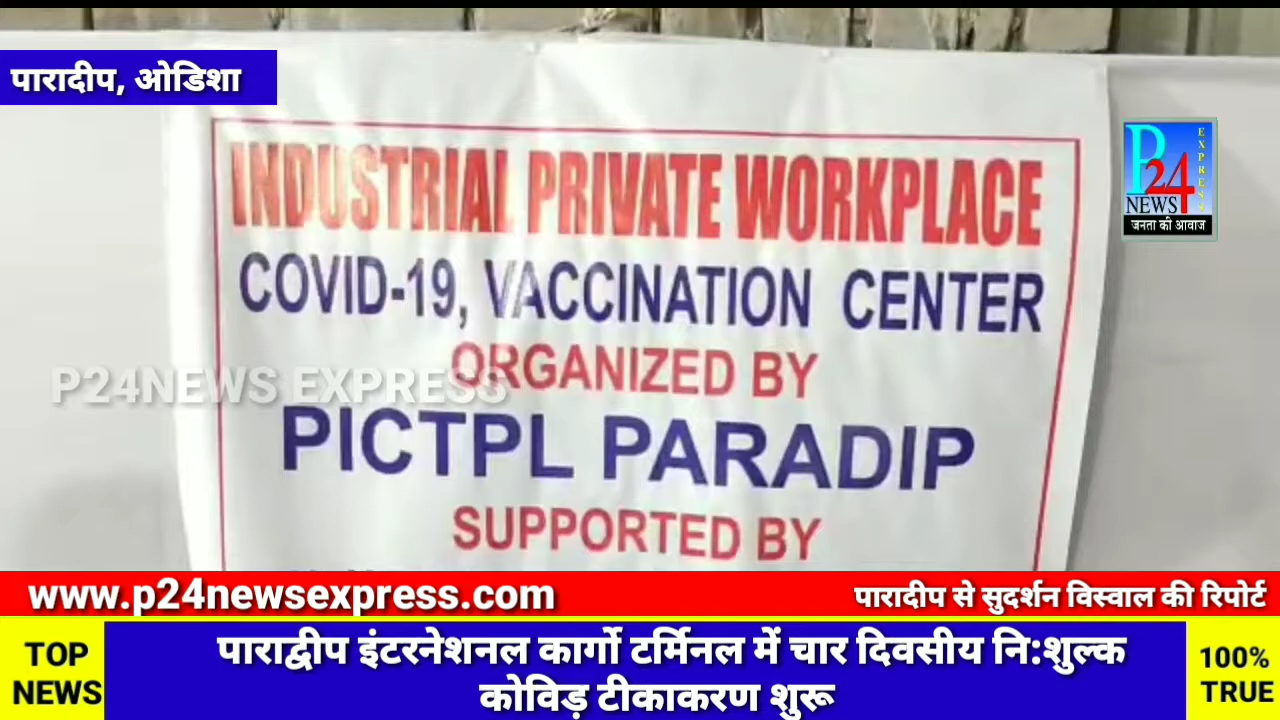 पारादीप, ओडिशा
INDUSTRIAL PRIVATE WORKPLACE
COVID-19, VACCINATION CENTER
ORGANIZED BY
PICTPL PARADIP
SUPPORTED BY
P24NEWS EXPRESS
P24
NEWS
EXPRESS
जनता की आवाज
www.p24newsexpress.com
पारादीप से सुदर्शन विस्वाल की रिपोर्ट
TOP
NEWS
पाराद्वीप इंटरनेशनल कार्गो टर्मिनल में चार दिवसीय नि:शुल्क
कोविड़ टीकाकरण शुरू
100%
TRUE